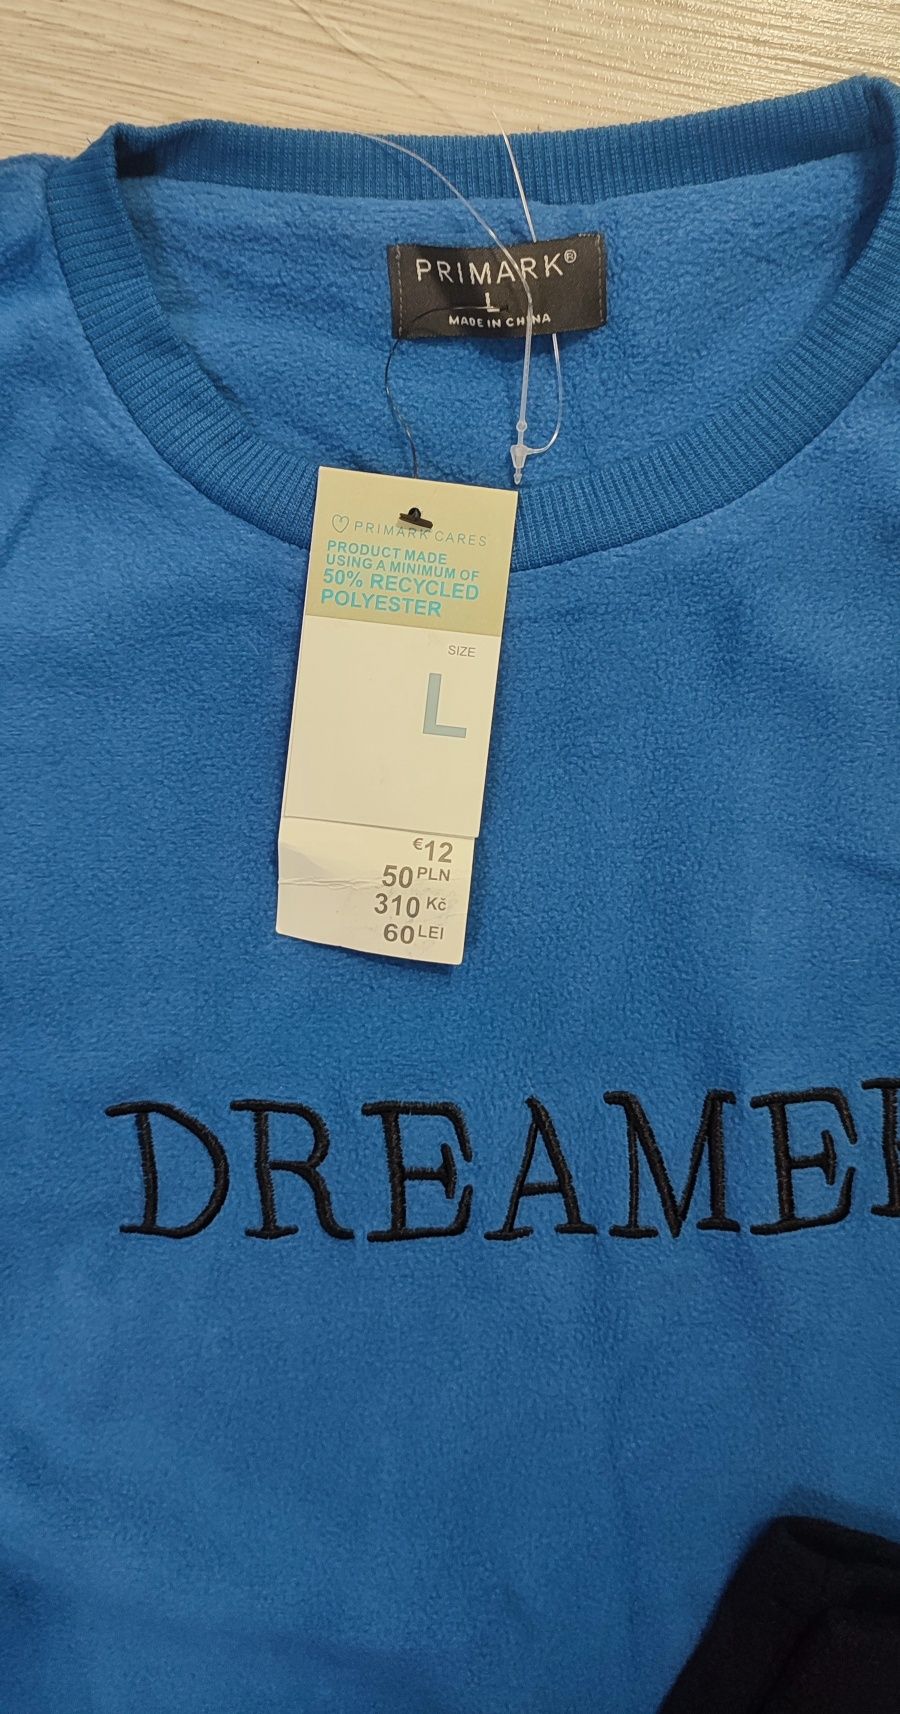 PRIMARK®
L
MADE IN CHINA
PRIMARK CARES
PRODUCT MADE
USING A MINIMUM OF
50% RECYCLED
POLYESTER
SIZE
L
€12
50 PLN
310 Kč
60 LEI
DREAMER